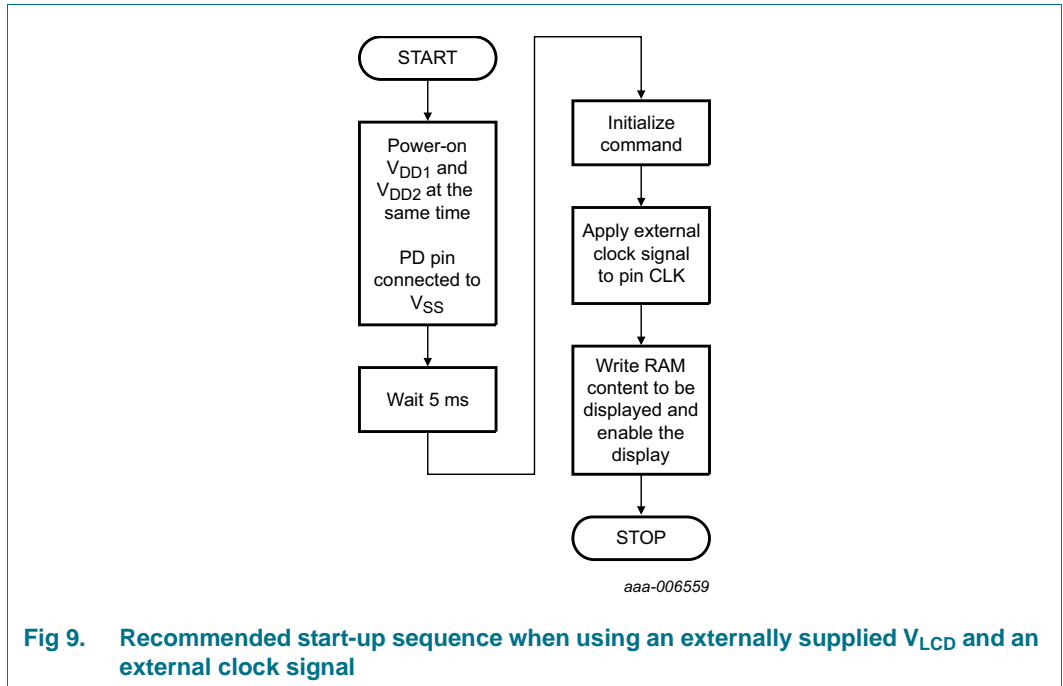 START
Power-on
VDD1 and
VDD2 at the
same time
PD pin
connected to
VSS
Wait 5 ms
Initialize
command
Apply external
clock signal
to pin CLK
Write RAM
content to be
displayed and
enable the
display
STOP
aaa-006559
Fig 9. Recommended start-up sequence when using an externally supplied VLCD and an
external clock signal